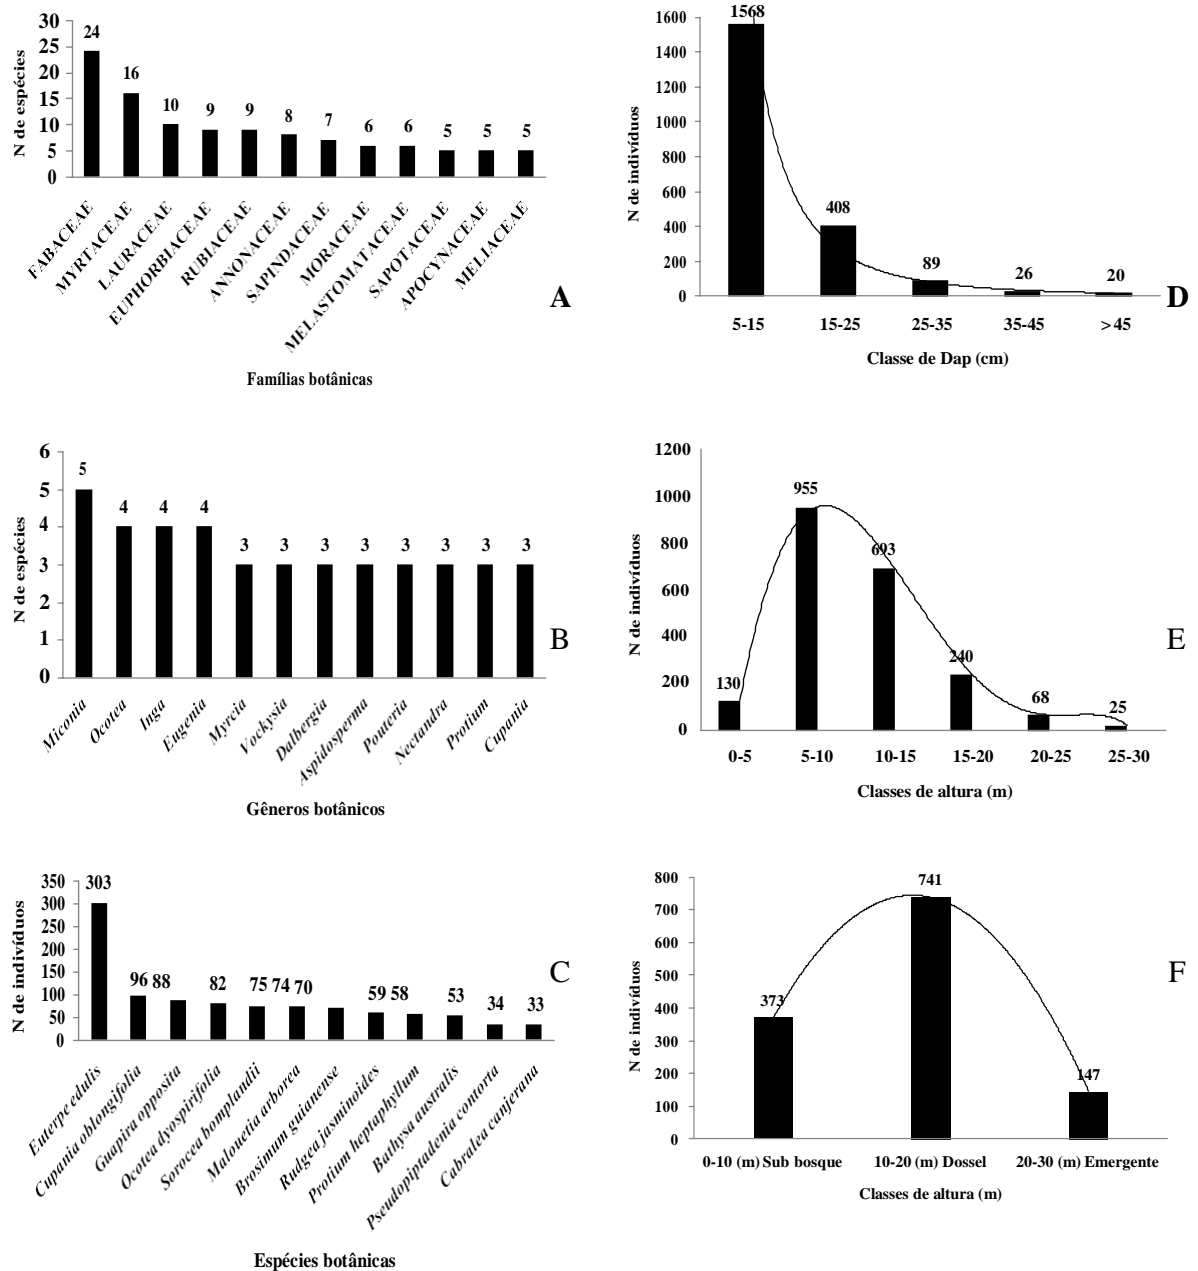 N de espécies
30
25
20
15
10
5
0
24
16
10
9
9
8
7
6
6
5
5
5
FABACEAE
MYRTACEAE
LAURACEAE
EUPHORBIACEAE
RUBIACEAE
ANNONACEAE
SAPINDACEAE
MORACEAE
MELASTOMATACEAE
SAPOTACEAE
APOCYNACEAE
MELIACEAE
A
Famílias botânicas
N de indivíduos
1600
1400
1200
1000
800
600
400
200
0
1568
408
89
26
20
5-15
15-25
25-35
35-45
>45
D
Classe de Dap (cm)
N de espécies
6
5
4
3
2
1
0
5
4
4
4
3
3
3
3
3
3
3
3
Miconia
Ocotea
Inga
Eugenia
Myrcia
Vockysia
Dalbergia
Aspidosperma
Pouteria
Nectandra
Protium
Cupania
B
Gêneros botânicos
N de indivíduos
1200
1000
800
600
400
200
0
130
955
693
240
68
25
0-5
5-10
10-15
15-20
20-25
25-30
E
Classes de altura (m)
N de indivíduos
350
300
250
200
150
100
50
0
303
96
88
82
75
74
70
59
58
53
34
33
Euterpe edulis
Cupania oblongifolia
Guapira opposita
Ocotea dyospirifolia
Sorocea bomplandii
Malouetia arborea
Brosimum guianense
Rudgea jasminoides
Protium heptaphyllum
Bathysa australis
Pseudopiptadenia contorta
Cabralea canjerana
C
Espécies botânicas
N de indivíduos
800
700
600
500
400
300
200
100
0
373
741
147
0-10 (m) Sub bosque
10-20 (m) Dossel
20-30 (m) Emergente
F
Classes de altura (m)